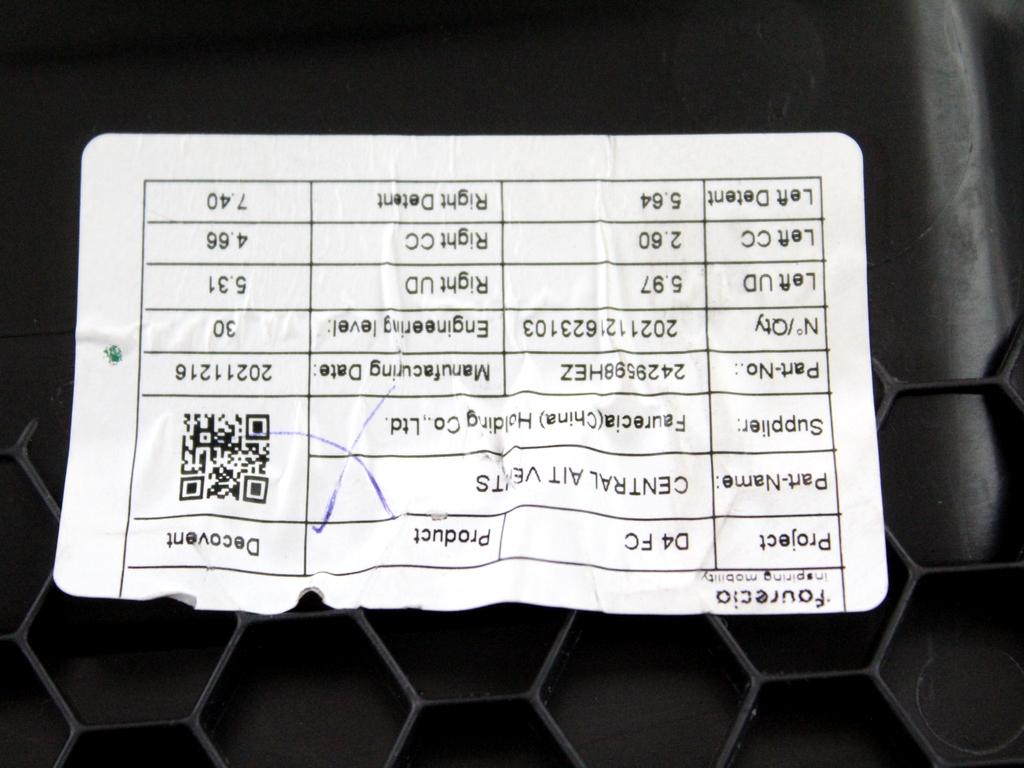 faurecia
inspiring mobility
Project D4 FC Product Decovent
Part-Name: CENTRAL AIT VENTS
Supplier: Faurecia(China) Holding Co.,Ltd.
Part-No.: 2429698HEZ Manufacuring Date: 20211216
N°/Qty 2021121623103 Engineering level: 30
Left UD 5.97 Right UD 5.31
Left CC 2.60 Right CC 4.66
Left Detent 5.64 Right Detent 7.40